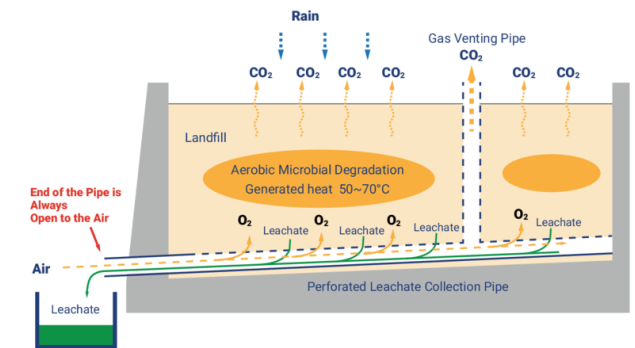 Rain
Gas Venting Pipe
CO₂
CO₂ CO₂ CO₂ CO₂ CO₂ CO₂
Landfill
Aerobic Microbial Degradation
Generated heat 50~70°C
End of the Pipe is
Always
Open to the Air
O₂ Leachate O₂ Leachate O₂ Leachate O₂ Leachate
Air
Perforated Leachate Collection Pipe
Leachate